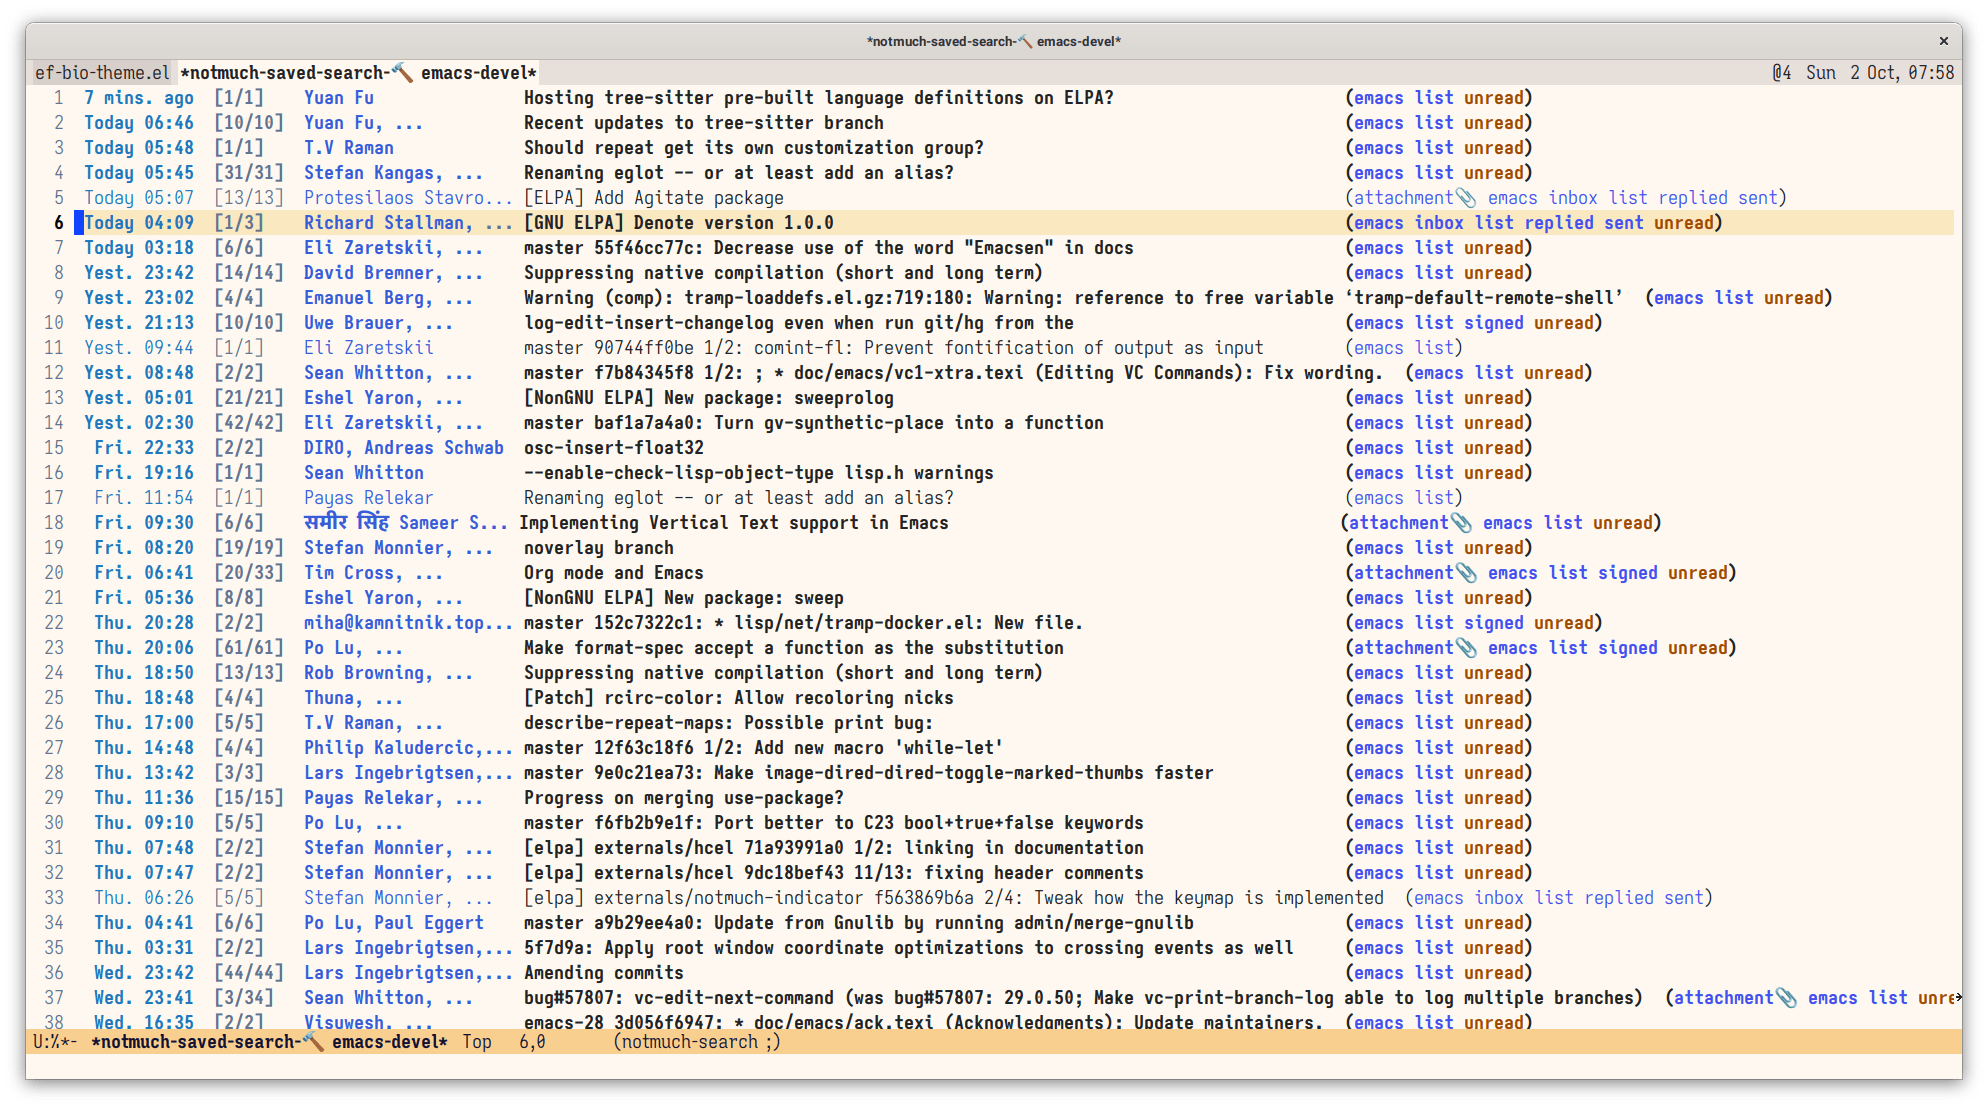 *notmuch-saved-search-🔨 emacs-devel* ×
ef-bio-theme.el *notmuch-saved-search-🔨 emacs-devel* @4 Sun 2 Oct, 07:58
1 7 mins. ago [1/1] Yuan Fu Hosting tree-sitter pre-built language definitions on ELPA? (emacs list unread)
2 Today 06:46 [10/10] Yuan Fu, ... Recent updates to tree-sitter branch (emacs list unread)
3 Today 05:48 [1/1] T.V Raman Should repeat get its own customization group? (emacs list unread)
4 Today 05:45 [31/31] Stefan Kangas, ... Renaming eglot -- or at least add an alias? (emacs list unread)
5 Today 05:07 [13/13] Protesilaos Stavro... [ELPA] Add Agitate package (attachment📎 emacs inbox list replied sent)
6 Today 04:09 [1/3] Richard Stallman, ... [GNU ELPA] Denote version 1.0.0 (emacs inbox list replied sent unread)
7 Today 03:18 [6/6] Eli Zaretskii, ... master 55f46cc77c: Decrease use of the word "Emacsen" in docs (emacs list unread)
8 Yest. 23:42 [14/14] David Bremner, ... Suppressing native compilation (short and long term) (emacs list unread)
9 Yest. 23:02 [4/4] Emanuel Berg, ... Warning (comp): tramp-loaddefs.el.gz:719:180: Warning: reference to free variable ‘tramp-default-remote-shell’ (emacs list unread)
10 Yest. 21:13 [10/10] Uwe Brauer, ... log-edit-insert-changelog even when run git/hg from the (emacs list signed unread)
11 Yest. 09:44 [1/1] Eli Zaretskii master 90744ff0be 1/2: comint-fl: Prevent fontification of output as input (emacs list)
12 Yest. 08:48 [2/2] Sean Whitton, ... master f7b84345f8 1/2: ; * doc/emacs/vc1-xtra.texi (Editing VC Commands): Fix wording. (emacs list unread)
13 Yest. 05:01 [21/21] Eshel Yaron, ... [NonGNU ELPA] New package: sweeprolog (emacs list unread)
14 Yest. 02:30 [42/42] Eli Zaretskii, ... master baf1a7a4a0: Turn gv-synthetic-place into a function (emacs list unread)
15 Fri. 22:33 [2/2] DIRO, Andreas Schwab osc-insert-float32 (emacs list unread)
16 Fri. 19:16 [1/1] Sean Whitton --enable-check-lisp-object-type lisp.h warnings (emacs list unread)
17 Fri. 11:54 [1/1] Payas Relekar Renaming eglot -- or at least add an alias? (emacs list)
18 Fri. 09:30 [6/6] समीर सिंह Sameer S... Implementing Vertical Text support in Emacs (attachment📎 emacs list unread)
19 Fri. 08:20 [19/19] Stefan Monnier, ... noverlay branch (emacs list unread)
20 Fri. 06:41 [20/33] Tim Cross, ... Org mode and Emacs (attachment📎 emacs list signed unread)
21 Fri. 05:36 [8/8] Eshel Yaron, ... [NonGNU ELPA] New package: sweep (emacs list unread)
22 Thu. 20:28 [2/2] miha@kamnitnik.top... master 152c7322c1: * lisp/net/tramp-docker.el: New file. (emacs list signed unread)
23 Thu. 20:06 [61/61] Po Lu, ... Make format-spec accept a function as the substitution (attachment📎 emacs list signed unread)
24 Thu. 18:50 [13/13] Rob Browning, ... Suppressing native compilation (short and long term) (emacs list unread)
25 Thu. 18:48 [4/4] Thuna, ... [Patch] rcirc-color: Allow recoloring nicks (emacs list unread)
26 Thu. 17:00 [5/5] T.V Raman, ... describe-repeat-maps: Possible print bug: (emacs list unread)
27 Thu. 14:48 [4/4] Philip Kaludercic,... master 12f63c18f6 1/2: Add new macro 'while-let' (emacs list unread)
28 Thu. 13:42 [3/3] Lars Ingebrigtsen,... master 9e0c21ea73: Make image-dired-dired-toggle-marked-thumbs faster (emacs list unread)
29 Thu. 11:36 [15/15] Payas Relekar, ... Progress on merging use-package? (emacs list unread)
30 Thu. 09:10 [5/5] Po Lu, ... master f6fb2b9e1f: Port better to C23 bool+true+false keywords (emacs list unread)
31 Thu. 07:48 [2/2] Stefan Monnier, ... [elpa] externals/hcel 71a93991a0 1/2: linking in documentation (emacs list unread)
32 Thu. 07:47 [2/2] Stefan Monnier, ... [elpa] externals/hcel 9dc18bef43 11/13: fixing header comments (emacs list unread)
33 Thu. 06:26 [5/5] Stefan Monnier, ... [elpa] externals/notmuch-indicator f563869b6a 2/4: Tweak how the keymap is implemented (emacs inbox list replied sent)
34 Thu. 04:41 [6/6] Po Lu, Paul Eggert master a9b29ee4a0: Update from Gnulib by running admin/merge-gnulib (emacs list unread)
35 Thu. 03:31 [2/2] Lars Ingebrigtsen,... 5f7d9a: Apply root window coordinate optimizations to crossing events as well (emacs list unread)
36 Wed. 23:42 [44/44] Lars Ingebrigtsen,... Amending commits (emacs list unread)
37 Wed. 23:41 [3/34] Sean Whitton, ... bug#57807: vc-edit-next-command (was bug#57807: 29.0.50; Make vc-print-branch-log able to log multiple branches) (attachment📎 emacs list unre→
38 Wed. 16:35 [2/2] Visuwesh, ... emacs-28 3d056f6947: * doc/emacs/ack.texi (Acknowledgments): Update maintainers. (emacs list unread)
U:%*- *notmuch-saved-search-🔨 emacs-devel* Top 6,0 (notmuch-search ;)